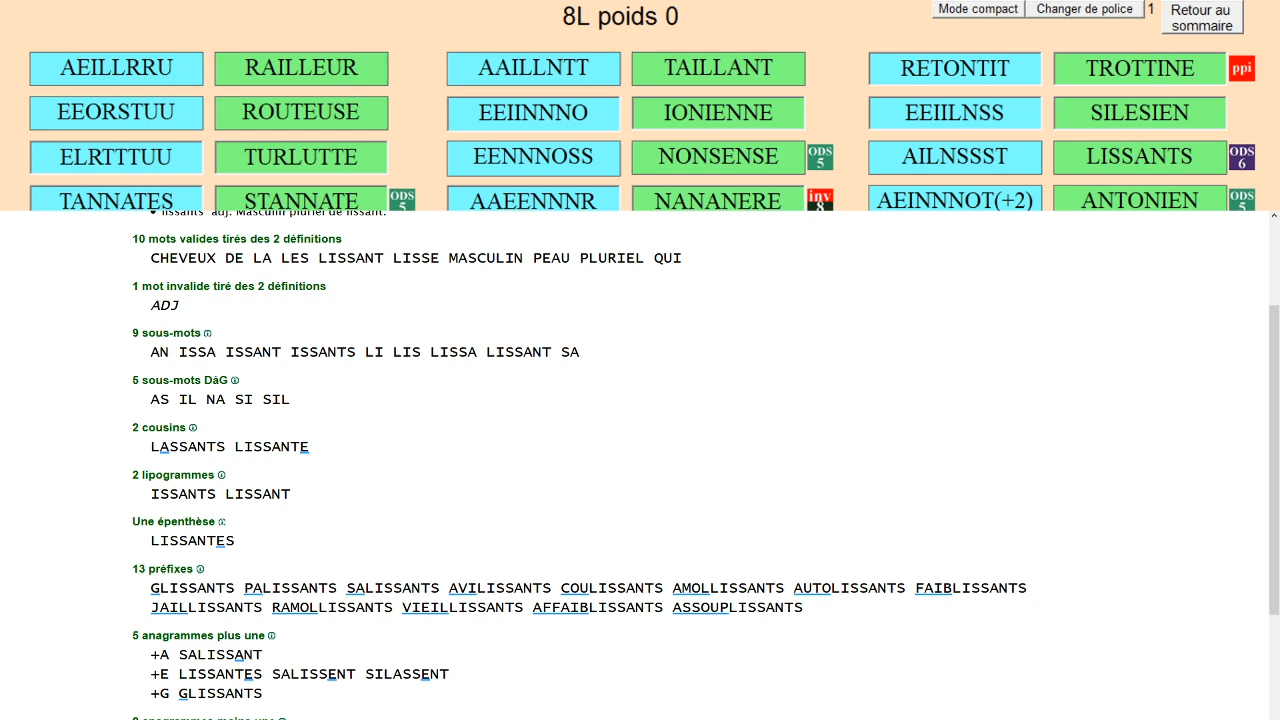 8L poids 0
Mode compact
Changer de police
1
Retour au
sommaire
AEILLRRU RAILLEUR AAILLNTT TAILLANT RETONTIT TROTTINE ppi
EEORSTUU ROUTEUSE EEIINNNO IONIENNE EEIILNSS SILESIEN
ELRTTTUU TURLUTTE EENNNOSS NONSENSE ODS 5 AILNSSST LISSANTS ODS 6
TANNATES STANNATE ODS 5 AAEENNNR NANANERE inv 8 AEINNNOT(+2) ANTONIEN ODS 5
• lissants adj. Masculin pluriel de lissant.
10 mots valides tirés des 2 définitions
CHEVEUX DE LA LES LISSANT LISSE MASCULIN PEAU PLURIEL QUI
1 mot invalide tiré des 2 définitions
ADJ
9 sous-mots
AN ISSA ISSANT ISSANTS LI LIS LISSA LISSANT SA
5 sous-mots DàG
AS IL NA SI SIL
2 cousins
LASSANTS LISSANTE
2 lipogrammes
ISSANTS LISSANT
Une épenthèse
LISSANTES
13 préfixes
GLISSANTS PALISSANTS SALISSANTS AVILISSANTS COULISSANTS AMOLLISSANTS AUTOLISSANTS FAIBLISSANTS
JAILLISSANTS RAMOLLISSANTS VIEILLISSANTS AFFAIBLISSANTS ASSOUPLISSANTS
5 anagrammes plus une
+A SALISSANT
+E LISSANTES SALISSENT SILASSENT
+G GLISSANTS